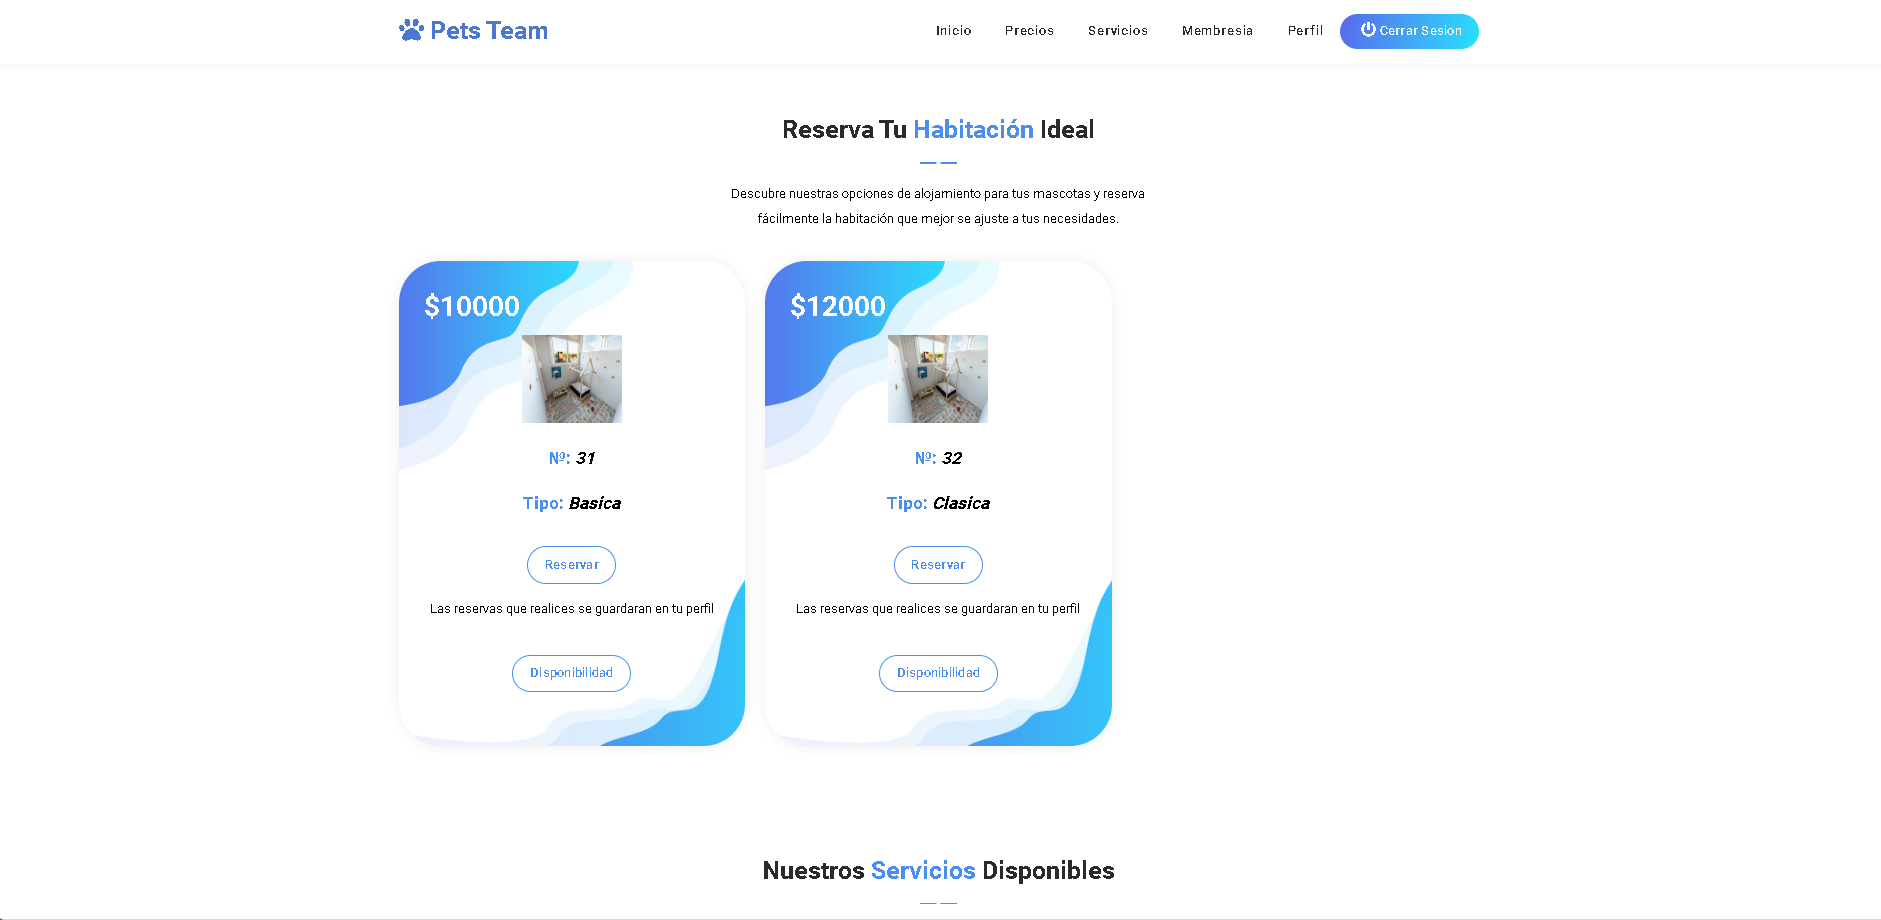 Pets Team
Inicio Precios Servicios Membresia Perfil Cerrar Sesion
Reserva Tu Habitación Ideal
Descubre nuestras opciones de alojamiento para tus mascotas y reserva
fácilmente la habitación que mejor se ajuste a tus necesidades.
$10000
Nº: 31
Tipo: Basica
Reservar
Las reservas que realices se guardaran en tu perfil
Disponibilidad
$12000
Nº: 32
Tipo: Clasica
Reservar
Las reservas que realices se guardaran en tu perfil
Disponibilidad
Nuestros Servicios Disponibles